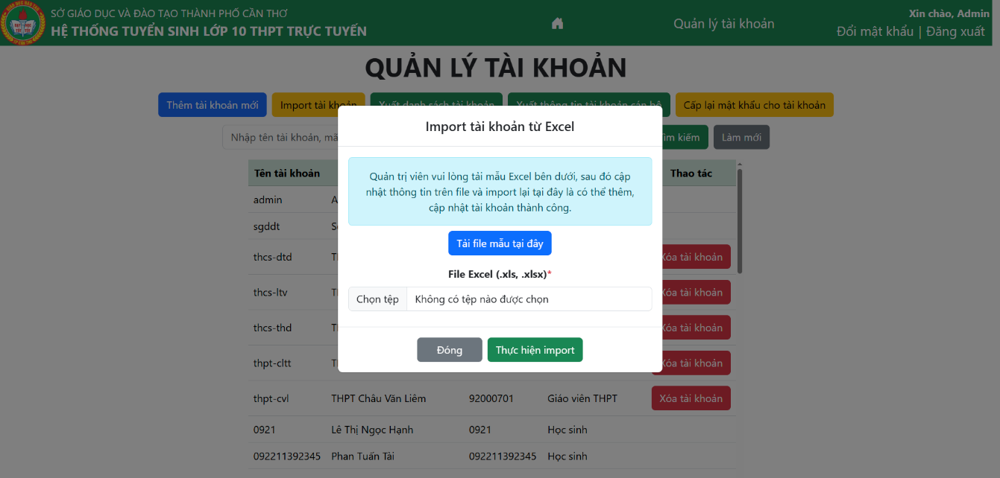 SỞ GIÁO DỤC VÀ ĐÀO TẠO THÀNH PHỐ CẦN THƠ
HỆ THỐNG TUYỂN SINH LỚP 10 THPT TRỰC TUYẾN
Quản lý tài khoản
Xin chào, Admin
Đổi mật khẩu | Đăng xuất
QUẢN LÝ TÀI KHOẢN
Thêm tài khoản mới
Import tài khoản
Xuất danh sách tài khoản
Xuất thông tin tài khoản cán bộ
Cấp lại mật khẩu cho tài khoản
Nhập tên tài khoản, mã
kiếm
Làm mới
Tên tài khoản
Thao tác
admin
sgddt
thcs-dtd
Xóa tài khoản
thcs-ltv
Xóa tài khoản
thcs-thd
Xóa tài khoản
thpt-cltt
Xóa tài khoản
thpt-cvl THPT Châu Văn Liêm 92000701 Giáo viên THPT Xóa tài khoản
0921 Lê Thị Ngọc Hạnh 0921 Học sinh
092211392345 Phan Tuấn Tài 092211392345 Học sinh
Import tài khoản từ Excel
Quản trị viên vui lòng tải mẫu Excel bên dưới, sau đó cập
nhật thông tin trên file và import lại tại đây là có thể thêm,
cập nhật tài khoản thành công.
Tải file mẫu tại đây
File Excel (.xls, .xlsx)*
Chọn tệp Không có tệp nào được chọn
Đóng
Thực hiện import